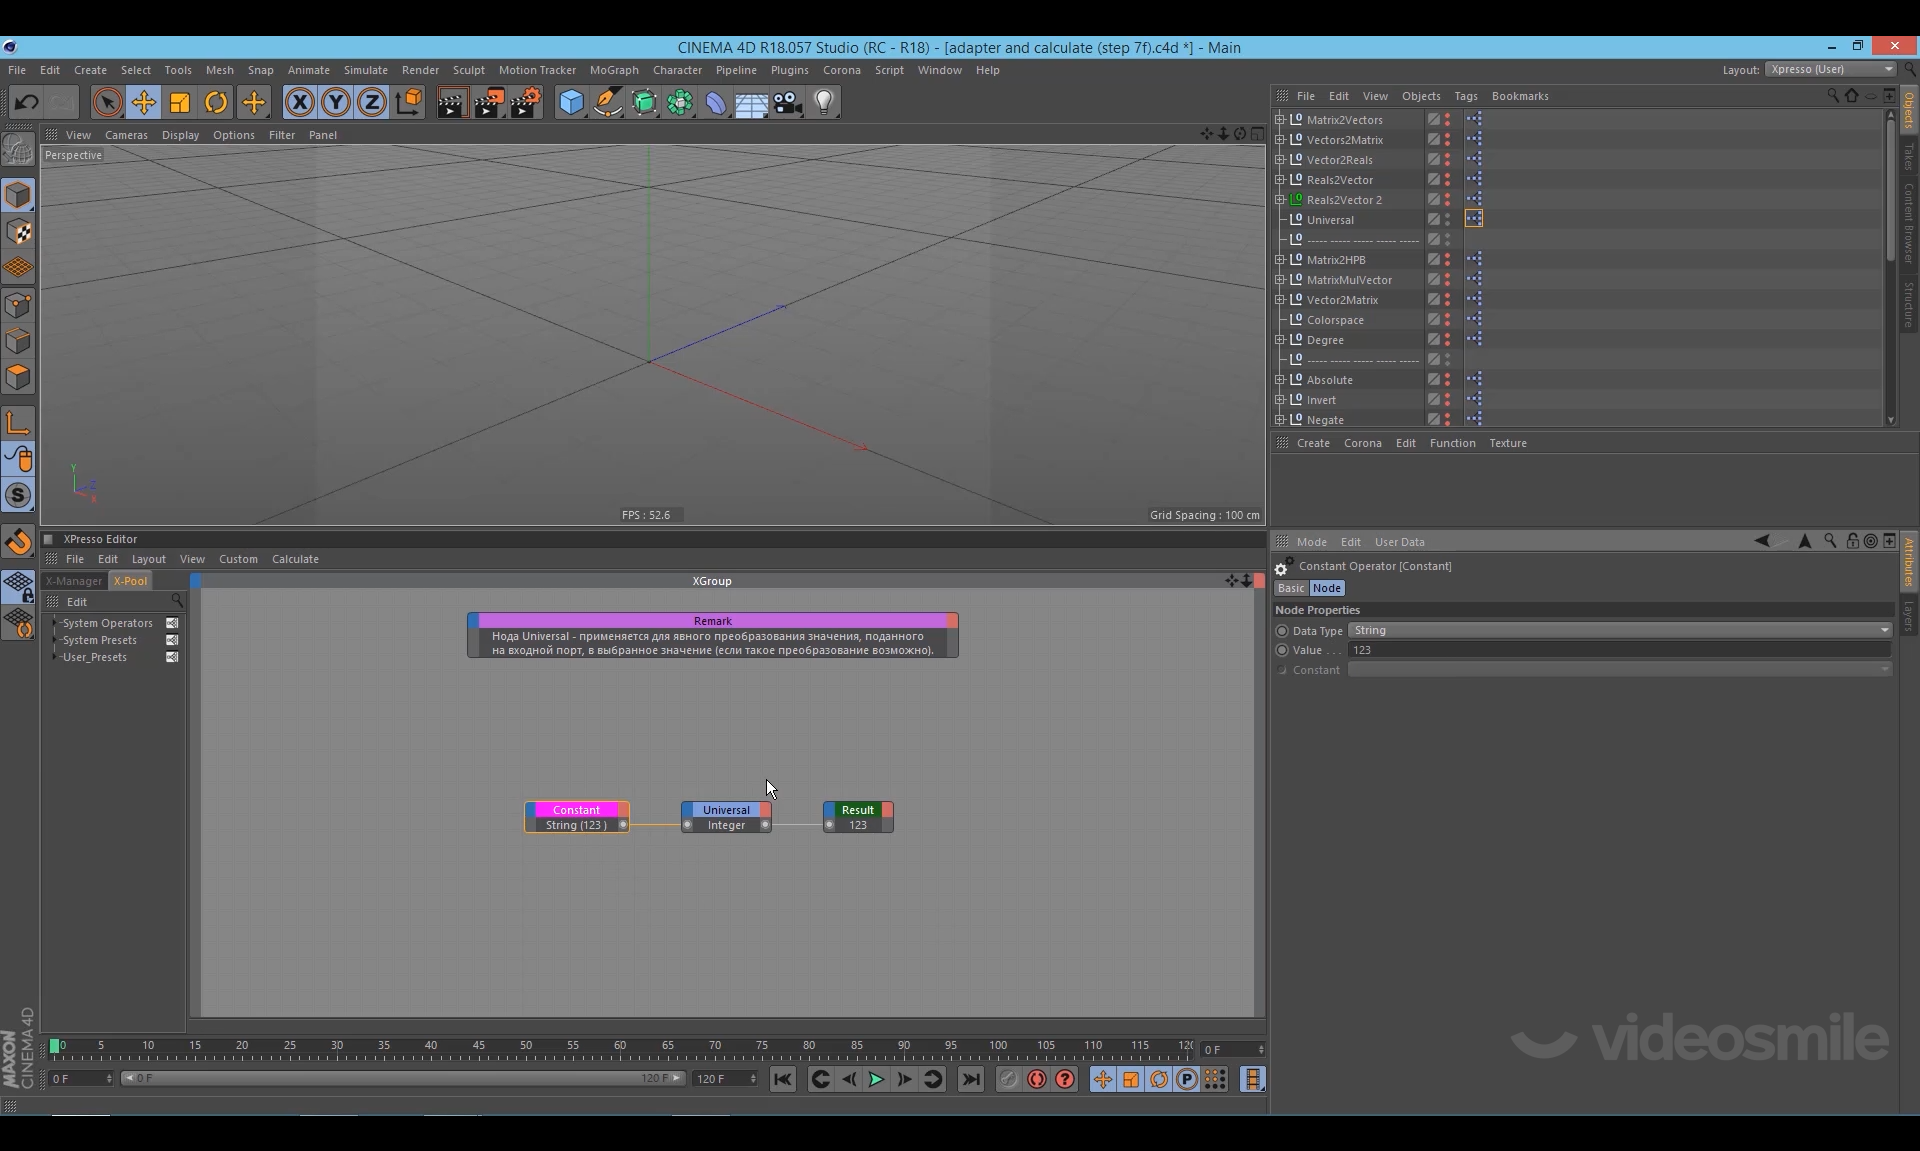 CINEMA 4D R18.057 Studio (RC - R18) - [adapter and calculate (step 7f).c4d *] - Main
File Edit Create Select Tools Mesh Snap Animate Simulate Render Sculpt Motion Tracker MoGraph Character Pipeline Plugins Corona Script Window Help
Layout: Xpresso (User)
X Y Z
View Cameras Display Options Filter Panel
Perspective
Y
Z
X
FPS : 52.6
Grid Spacing : 100 cm
File Edit View Objects Tags Bookmarks
Matrix2Vectors
Vectors2Matrix
Vector2Reals
Reals2Vector
Reals2Vector 2
Universal
----- ----- ----- ----- -----
Matrix2HPB
MatrixMulVector
Vector2Matrix
Colorspace
Degree
----- ----- ----- ----- -----
Absolute
Invert
Negate
Objects
Takes
Content Browser
Structure
Create Corona Edit Function Texture
XPresso Editor
File Edit Layout View Custom Calculate
X-Manager X-Pool
Edit
System Operators
System Presets
User_Presets
XGroup
Remark
Нода Universal - применяется для явного преобразования значения, поданного
на входной порт, в выбранное значение (если такое преобразование возможно).
Constant
String (123 )
Universal
Integer
Result
123
Mode Edit User Data
Constant Operator [Constant]
Basic Node
Node Properties
Data Type String
Value . . . 123
Constant
Attributes
Layers
0 5 10 15 20 25 30 35 40 45 50 55 60 65 70 75 80 85 90 95 100 105 110 115 120
0 F
0 F
0 F
120 F
120 F
P
MAXON
CINEMA 4D
videosmile